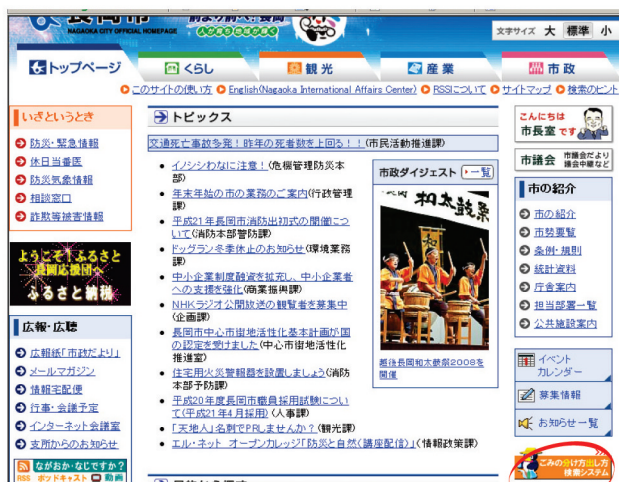 長岡市
NAGAOKA CITY OFFICIAL HOMEPAGE
前より前へ！長岡
人が育ち地域が輝く
文字サイズ 大 標準 小
トップページ
くらし
観光
産業
市政
このサイトの使い方 English(Nagaoka International Affairs Center) RSSについて サイトマップ 検索のヒント
いざというとき
防災・緊急情報
休日当番医
防災気象情報
相談窓口
詐欺等被害情報
ようこそ！ふるさと
長岡応援団へ
ふるさと納税
広報・広聴
広報紙「市政だより」
メールマガジン
情報宅配便
行事・会議予定
インターネット会議室
支所からのお知らせ
ながおか・なじですか？
RSS ポッドキャスト 動画
トピックス
交通死亡事故多発！昨年の死者数を上回る！！(市民活動推進課)
イノシシわなに注意！(危機管理防災本
部)
年末年始の市の業務のご案内(行政管理
課)
平成21年長岡市消防出初式の開催につ
いて(消防本部警防課)
ドッグラン冬季休止のお知らせ(環境業務
課)
中小企業制度融資を拡充し、中小企業者
への支援を強化(商業振興課)
NHKラジオ公開放送の観覧者を募集中
(企画課)
長岡市中心市街地活性化基本計画が国
の認定を受けました(中心市街地活性化
推進室)
住宅用火災警報器を設置しましょう(消防
本部予防課)
平成20年度長岡市職員採用試験につい
て(平成21年4月採用) (人事課)
「天地人」名刺でPRしませんか？(観光課)
エル・ネット オープンカレッジ「防災と自然(講座配信)」(情報政策課)
市政ダイジェスト 一覧
和太鼓祭
越後長岡和太鼓祭2008を
開催
こんにちは
市長室です
市議会 市議会だより
議会中継など
市の紹介
市の紹介
市勢要覧
条例・規則
統計資料
庁舎案内
担当部署一覧
公共施設案内
イベント
カレンダー
募集情報
お知らせ一覧
ごみの分け方出し方
検索システム